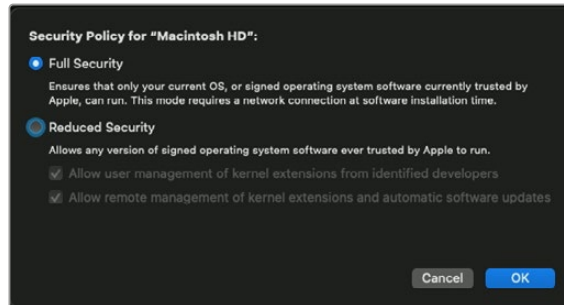 Security Policy for “Macintosh HD”:
Full Security
Ensures that only your current OS, or signed operating system software currently trusted by
Apple, can run. This mode requires a network connection at software installation time.
Reduced Security
Allows any version of signed operating system software ever trusted by Apple to run.
Allow user management of kernel extensions from identified developers
Allow remote management of kernel extensions and automatic software updates
Cancel OK